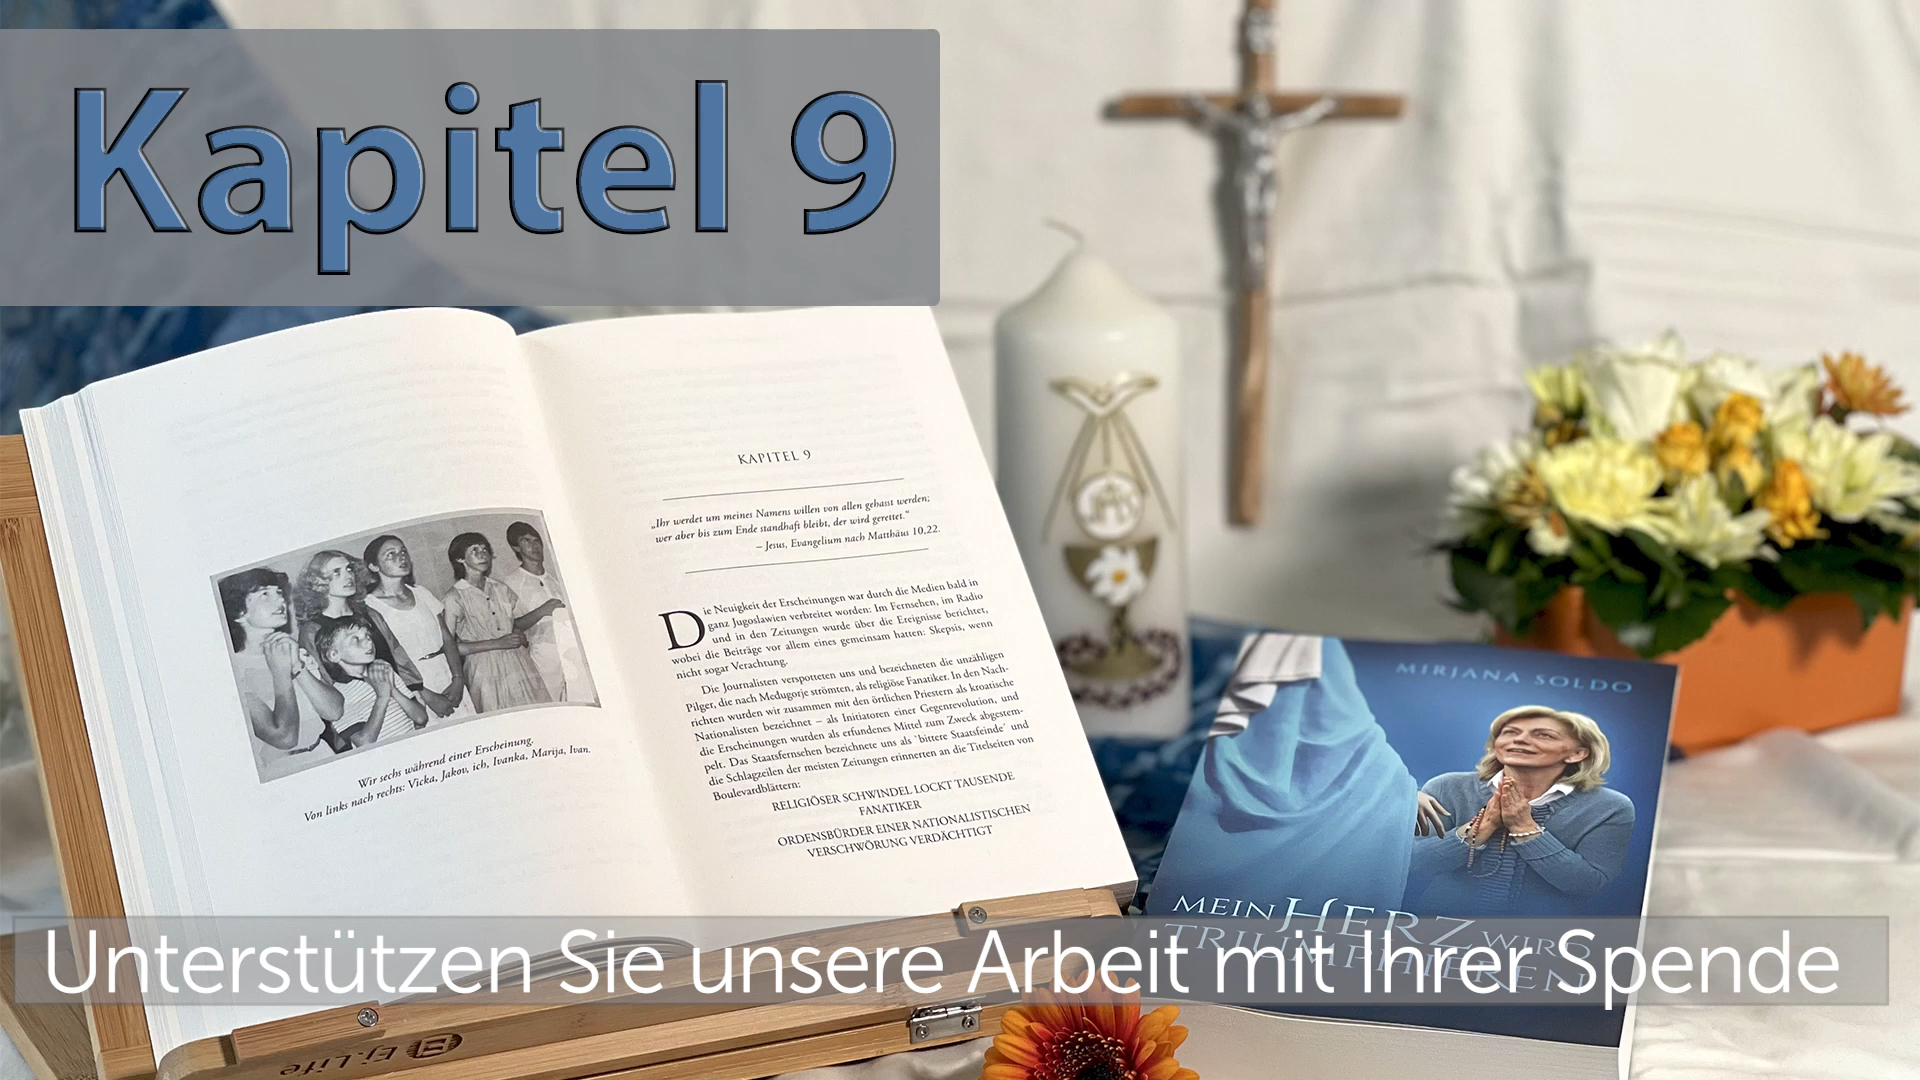 Kapitel 9
Wir sechs während einer Erscheinung.
Von links nach rechts: Vicka, Jakov, ich, Ivanka, Marija, Ivan.
KAPITEL 9
„Ihr werdet um meines Namens willen von allen gehasst werden;
wer aber bis zum Ende standhaft bleibt, der wird gerettet.“
– Jesus, Evangelium nach Matthäus 10,22.
Die Neuigkeit der Erscheinungen war durch die Medien bald in
ganz Jugoslawien verbreitet worden: Im Fernsehen, im Radio
und in den Zeitungen wurde über die Ereignisse berichtet,
wobei die Beiträge vor allem eines gemeinsam hatten: Skepsis, wenn
nicht sogar Verachtung.
Die Journalisten verspotteten uns und bezeichneten die unzähligen
Pilger, die nach Medugorje strömten, als religiöse Fanatiker. In den Nach-
richten wurden wir zusammen mit den örtlichen Priestern als kroatische
Nationalisten bezeichnet – als Initiatoren einer Gegenrevolution, und
die Erscheinungen wurden als erfundenes Mittel zum Zweck abgestem-
pelt. Das Staatsfernsehen bezeichnete uns als `bittere Staatsfeinde´ und
die Schlagzeilen der meisten Zeitungen erinnerten an die Titelseiten von
Boulevardblättern:
RELIGIÖSER SCHWINDEL LOCKT TAUSENDE
FANATIKER
ORDENSBÜRDER EINER NATIONALISTISCHEN
VERSCHWÖRUNG VERDÄCHTIGT
MIRJANA SOLDO
MEIN HERZ WIRD
TRIUMPHIEREN
Unterstützen Sie unsere Arbeit mit Ihrer Spende
Ej.Life